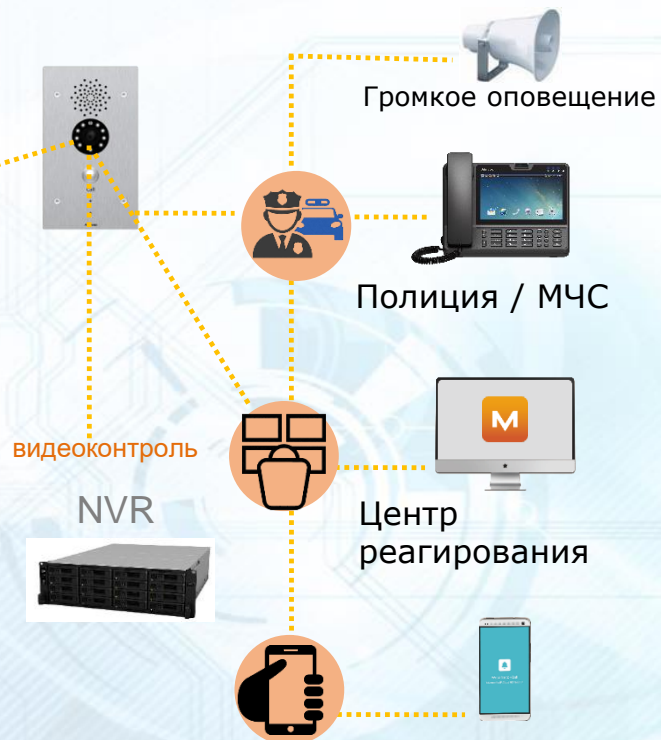 Громкое оповещение
Полиция / МЧС
видеоконтроль
M
NVR
Центр
реагирования